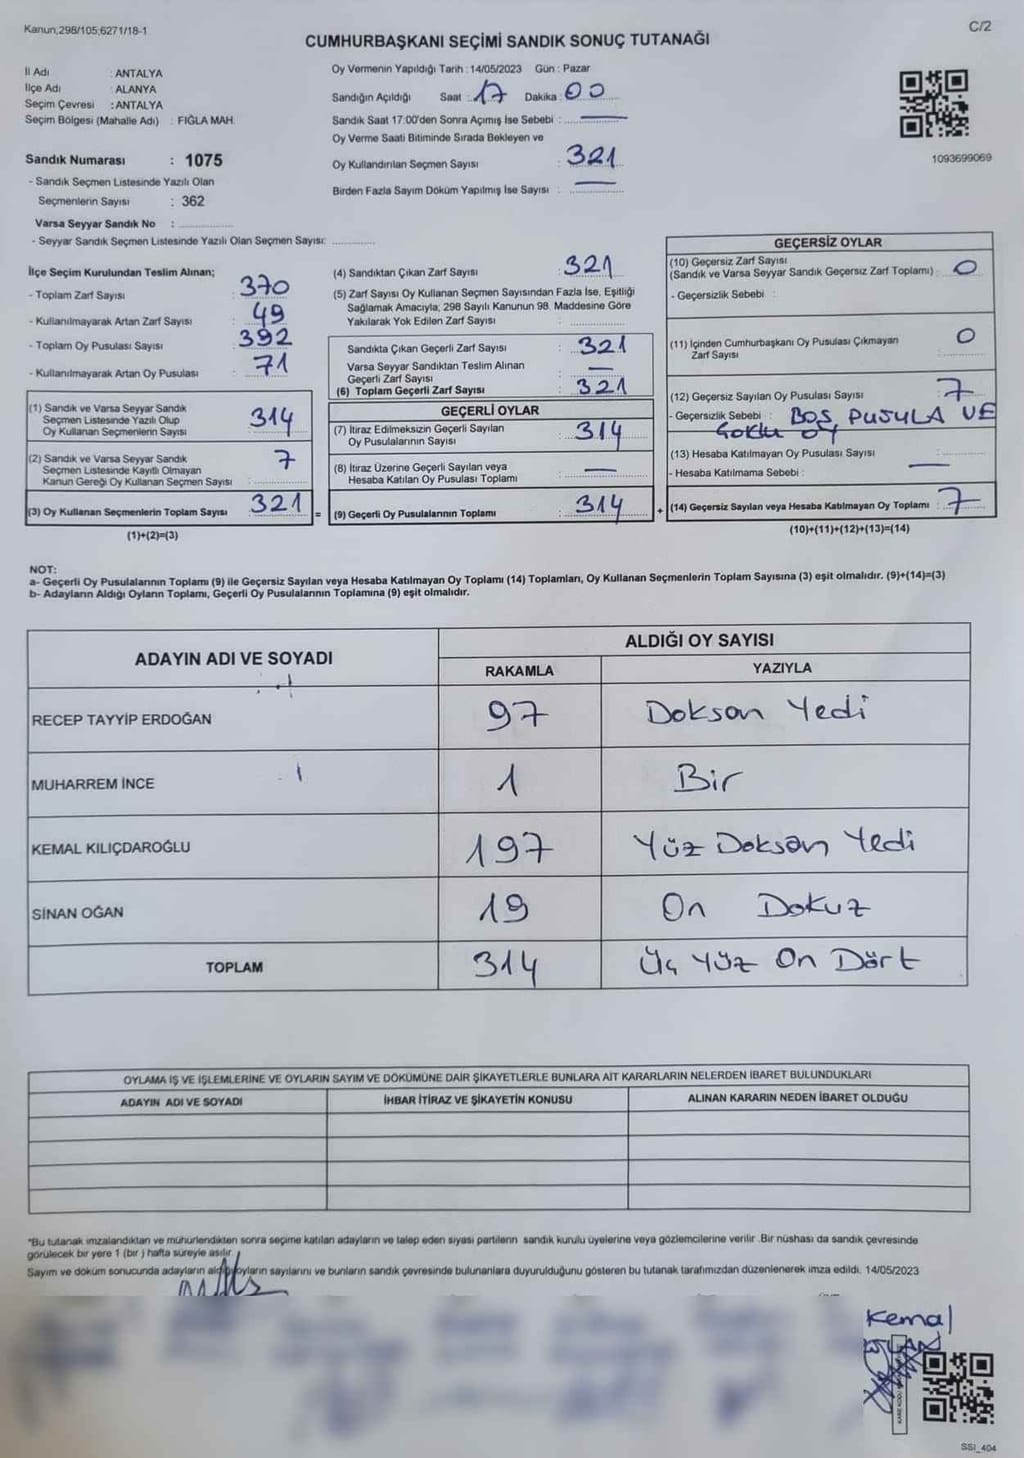 Kanun,298/105,6271/18-1
C/2
CUMHURBAŞKANI SEÇİMİ SANDIK SONUÇ TUTANAĞI
İl Adı : ANTALYA
İlçe Adı : ALANYA
Seçim Çevresi : ANTALYA
Seçim Bölgesi (Mahalle Adı) : FIĞLA MAH.
Oy Vermenin Yapıldığı Tarih : 14/05/2023 Gün : Pazar
Sandığın Açıldığı Saat : 17 Dakika : 00
Sandık Saat 17:00'den Sonra Açımış İse Sebebi :
Oy Verme Saati Bitiminde Sırada Bekleyen ve
Oy Kullandırılan Seçmen Sayısı : 321
Birden Fazla Sayım Döküm Yapılmış İse Sayısı :
1093699069
Sandık Numarası : 1075
- Sandık Seçmen Listesinde Yazılı Olan
Seçmenlerin Sayısı : 362
Varsa Seyyar Sandık No :
- Seyyar Sandık Seçmen Listesinde Yazılı Olan Seçmen Sayısı:
İlçe Seçim Kurulundan Teslim Alınan;
- Toplam Zarf Sayısı : 370
- Kullanılmayarak Artan Zarf Sayısı : 49
- Toplam Oy Pusulası Sayısı : 392
- Kullanılmayarak Artan Oy Pusulası : 71
(1) Sandık ve Varsa Seyyar Sandık
Seçmen Listesinde Yazılı Olup
Oy Kullanan Seçmenlerin Sayısı : 314
(2) Sandık ve Varsa Seyyar Sandık
Seçmen Listesinde Kayıtlı Olmayan
Kanun Gereği Oy Kullanan Seçmen Sayısı : 7
(3) Oy Kullanan Seçmenlerin Toplam Sayısı : 321 =
(1)+(2)=(3)
(4) Sandıktan Çıkan Zarf Sayısı : 321
(5) Zarf Sayısı Oy Kullanan Seçmen Sayısından Fazla İse, Eşitliği
Sağlamak Amacıyla; 298 Sayılı Kanunun 98. Maddesine Göre
Yakılarak Yok Edilen Zarf Sayısı :
Sandıkta Çıkan Geçerli Zarf Sayısı : 321
Varsa Seyyar Sandıktan Teslim Alınan
Geçerli Zarf Sayısı :
(6) Toplam Geçerli Zarf Sayısı : 321
GEÇERLİ OYLAR
(7) İtiraz Edilmeksizin Geçerli Sayılan
Oy Pusulalarının Sayısı : 314
(8) İtiraz Üzerine Geçerli Sayılan veya
Hesaba Katılan Oy Pusulası Toplamı :
(9) Geçerli Oy Pusulalarının Toplamı : 314 +
GEÇERSİZ OYLAR
(10) Geçersiz Zarf Sayısı
(Sandık ve Varsa Seyyar Sandık Geçersiz Zarf Toplamı) : 0
- Geçersizlik Sebebi :
(11) İçinden Cumhurbaşkanı Oy Pusulası Çıkmayan
Zarf Sayısı : 0
(12) Geçersiz Sayılan Oy Pusulası Sayısı : 7
- Geçersizlik Sebebi : BOŞ PUSULA VE
OY
(13) Hesaba Katılmayan Oy Pusulası Sayısı :
- Hesaba Katılmama Sebebi :
(14) Geçersiz Sayılan veya Hesaba Katılmayan Oy Toplamı : 7
(10)+(11)+(12)+(13)=(14)
NOT:
a- Geçerli Oy Pusulalarının Toplamı (9) ile Geçersiz Sayılan veya Hesaba Katılmayan Oy Toplamı (14) Toplamları, Oy Kullanan Seçmenlerin Toplam Sayısına (3) eşit olmalıdır. (9)+(14)=(3)
b- Adayların Aldığı Oyların Toplamı, Geçerli Oy Pusulalarının Toplamına (9) eşit olmalıdır.
ADAYIN ADI VE SOYADI
ALDIĞI OY SAYISI
RAKAMLA YAZIYLA
RECEP TAYYİP ERDOĞAN 97 Doksan Yedi
MUHARREM İNCE 1 Bir
KEMAL KILIÇDAROĞLU 197 Yüz Doksan Yedi
SİNAN OĞAN 19 On Dokuz
TOPLAM 314 Üç Yüz On Dört
OYLAMA İŞ VE İŞLEMLERİNE VE OYLARIN SAYIM VE DÖKÜMÜNE DAİR ŞİKAYETLERLE BUNLARA AİT KARARLARIN NELERDEN İBARET BULUNDUKLARI
ADAYIN ADI VE SOYADI İHBAR İTİRAZ VE ŞİKAYETİN KONUSU ALINAN KARARIN NEDEN İBARET OLDUĞU
*Bu tutanak imzalandıktan ve mühürlendikten sonra seçime katılan adayların ve talep eden siyasi partilerin sandık kurulu üyelerine veya gözlemcilerine verilir .Bir nüshası da sandık çevresinde
görülecek bir yere 1 (bir ) hafta süreyle asılır.
Sayım ve döküm sonucunda adayların aldığı oyların sayılarını ve bunların sandık çevresinde bulunanlara duyurulduğunu gösteren bu tutanak tarafımızdan düzenlenerek imza edildi. 14/05/2023
Kemal
SSI_404